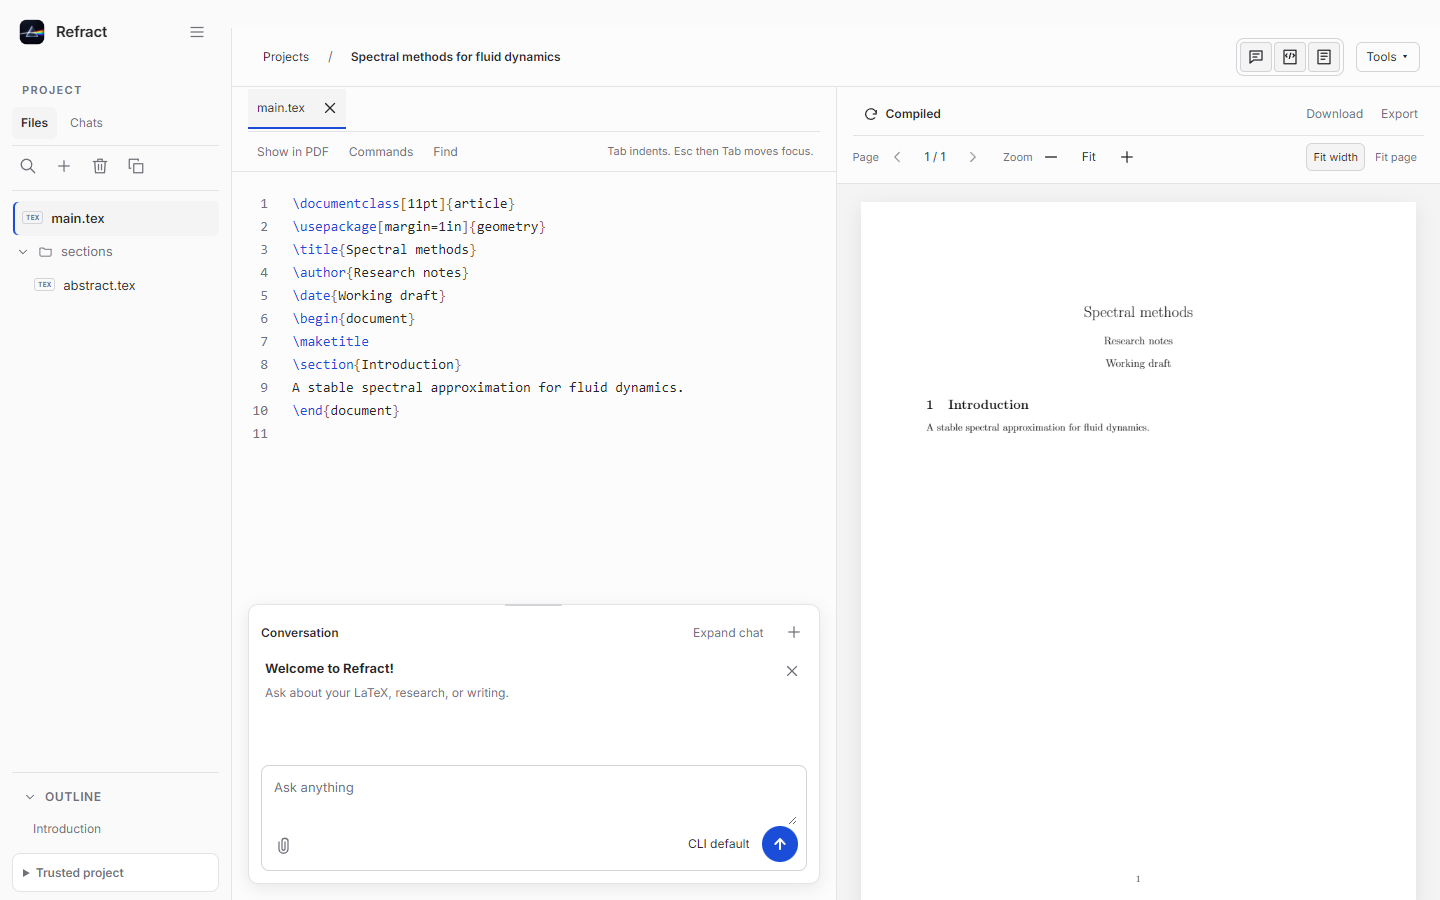 Refract
PROJECT
Files Chats
TEX main.tex
sections
TEX abstract.tex
OUTLINE
Introduction
Trusted project
Projects / Spectral methods for fluid dynamics
Tools
main.tex
Show in PDF Commands Find Tab indents. Esc then Tab moves focus.
1 \documentclass[11pt]{article}
2 \usepackage[margin=1in]{geometry}
3 \title{Spectral methods}
4 \author{Research notes}
5 \date{Working draft}
6 \begin{document}
7 \maketitle
8 \section{Introduction}
9 A stable spectral approximation for fluid dynamics.
10 \end{document}
11
Conversation Expand chat
Welcome to Refract!
Ask about your LaTeX, research, or writing.
Ask anything
CLI default
Compiled Download Export
Page 1 / 1 Zoom Fit Fit width Fit page
Spectral methods
Research notes
Working draft
1 Introduction
A stable spectral approximation for fluid dynamics.
1